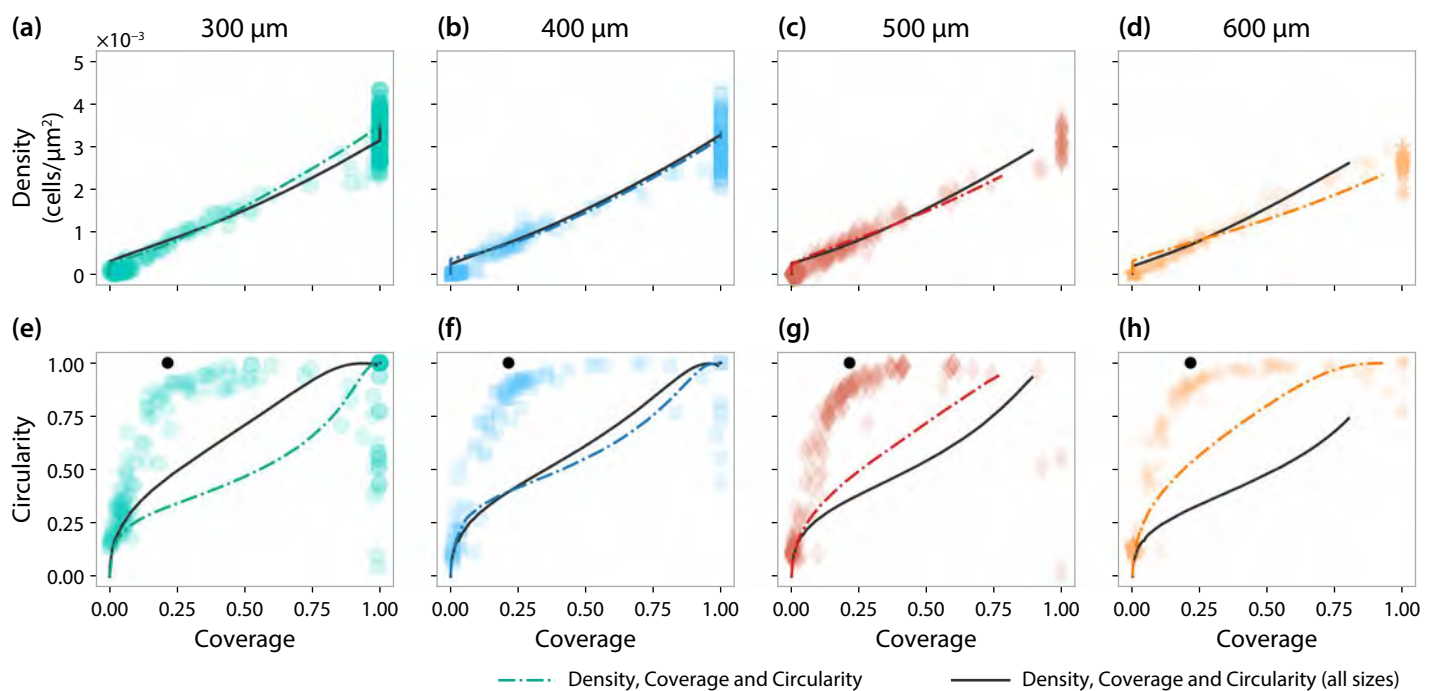 (a) 300 μm (b) 400 μm (c) 500 μm (d) 600 μm
×10⁻³
5
4
3
2
1
0
Density
(cells/μm²)
(e) (f) (g) (h)
1.00
0.75
0.50
0.25
0.00
Circularity
0.00 0.25 0.50 0.75 1.00 0.00 0.25 0.50 0.75 1.00 0.00 0.25 0.50 0.75 1.00 0.00 0.25 0.50 0.75 1.00
Coverage Coverage Coverage Coverage
Density, Coverage and Circularity Density, Coverage and Circularity (all sizes)